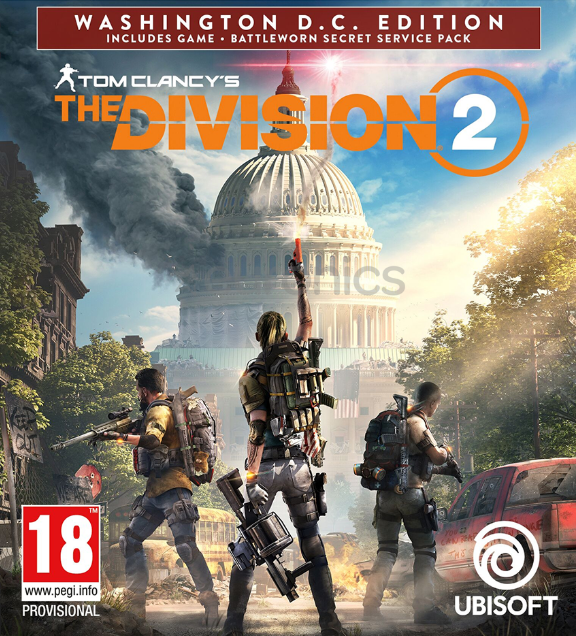 WASHINGTON D.C. EDITION
INCLUDES GAME • BATTLEWORN SECRET SERVICE PACK
TOM CLANCY'S
THE DIVISION 2
18
www.pegi.info
PROVISIONAL
UBISOFT